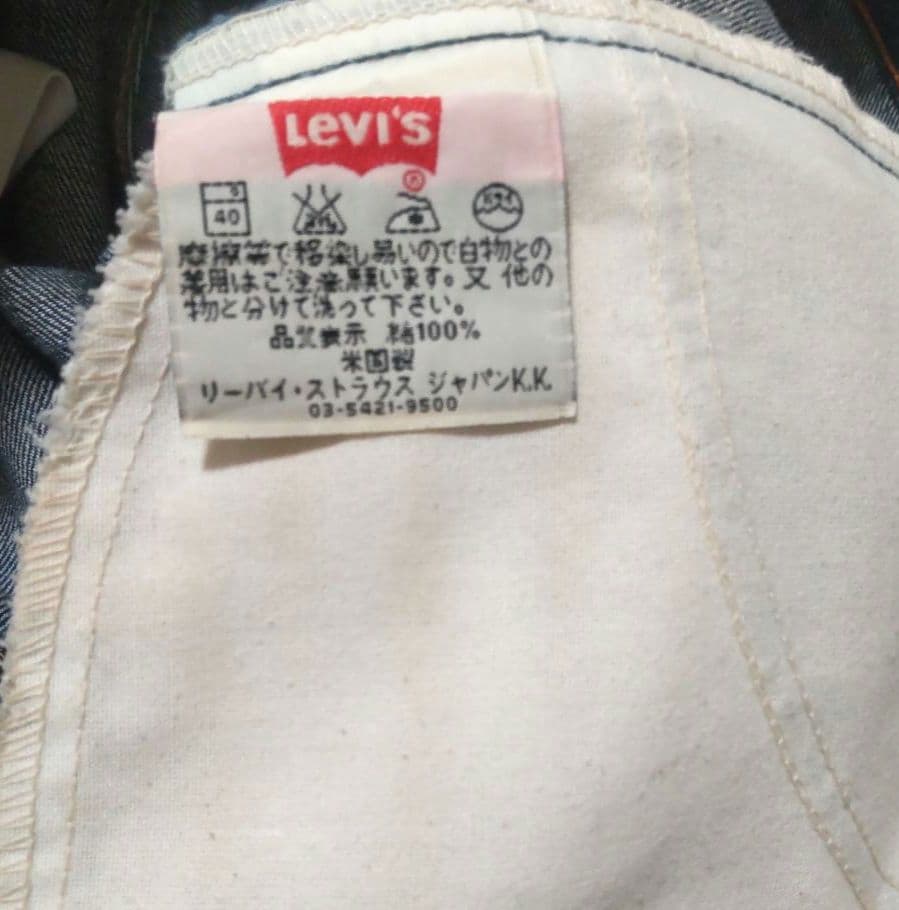 LEVI'S
®
40
摩擦等で移染し易いので白物との
着用はご注意願います。又 他の
物と分けて洗って下さい。
品質表示 綿100%
米国製
リーバイ・ストラウス ジャパンK.K.
03-5421-9500